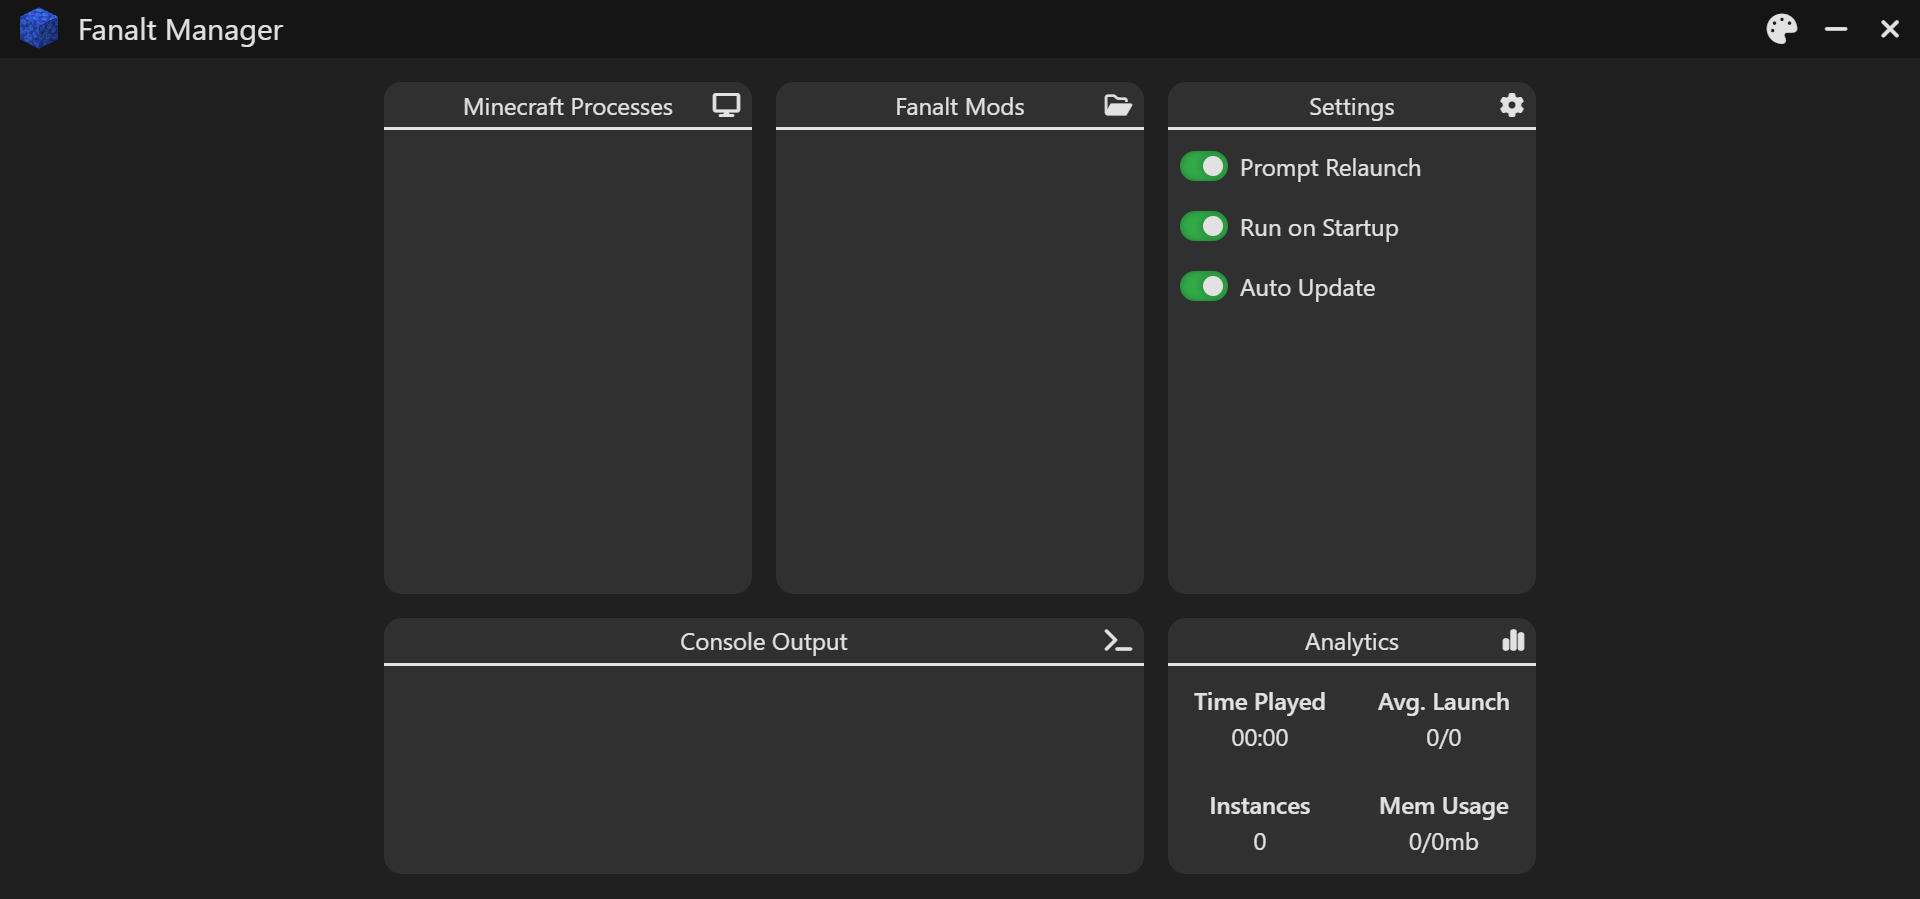 Fanalt Manager
Minecraft Processes
Fanalt Mods
Settings
Prompt Relaunch
Run on Startup
Auto Update
Console Output
Analytics
Time Played
00:00
Avg. Launch
0/0
Instances
0
Mem Usage
0/0mb